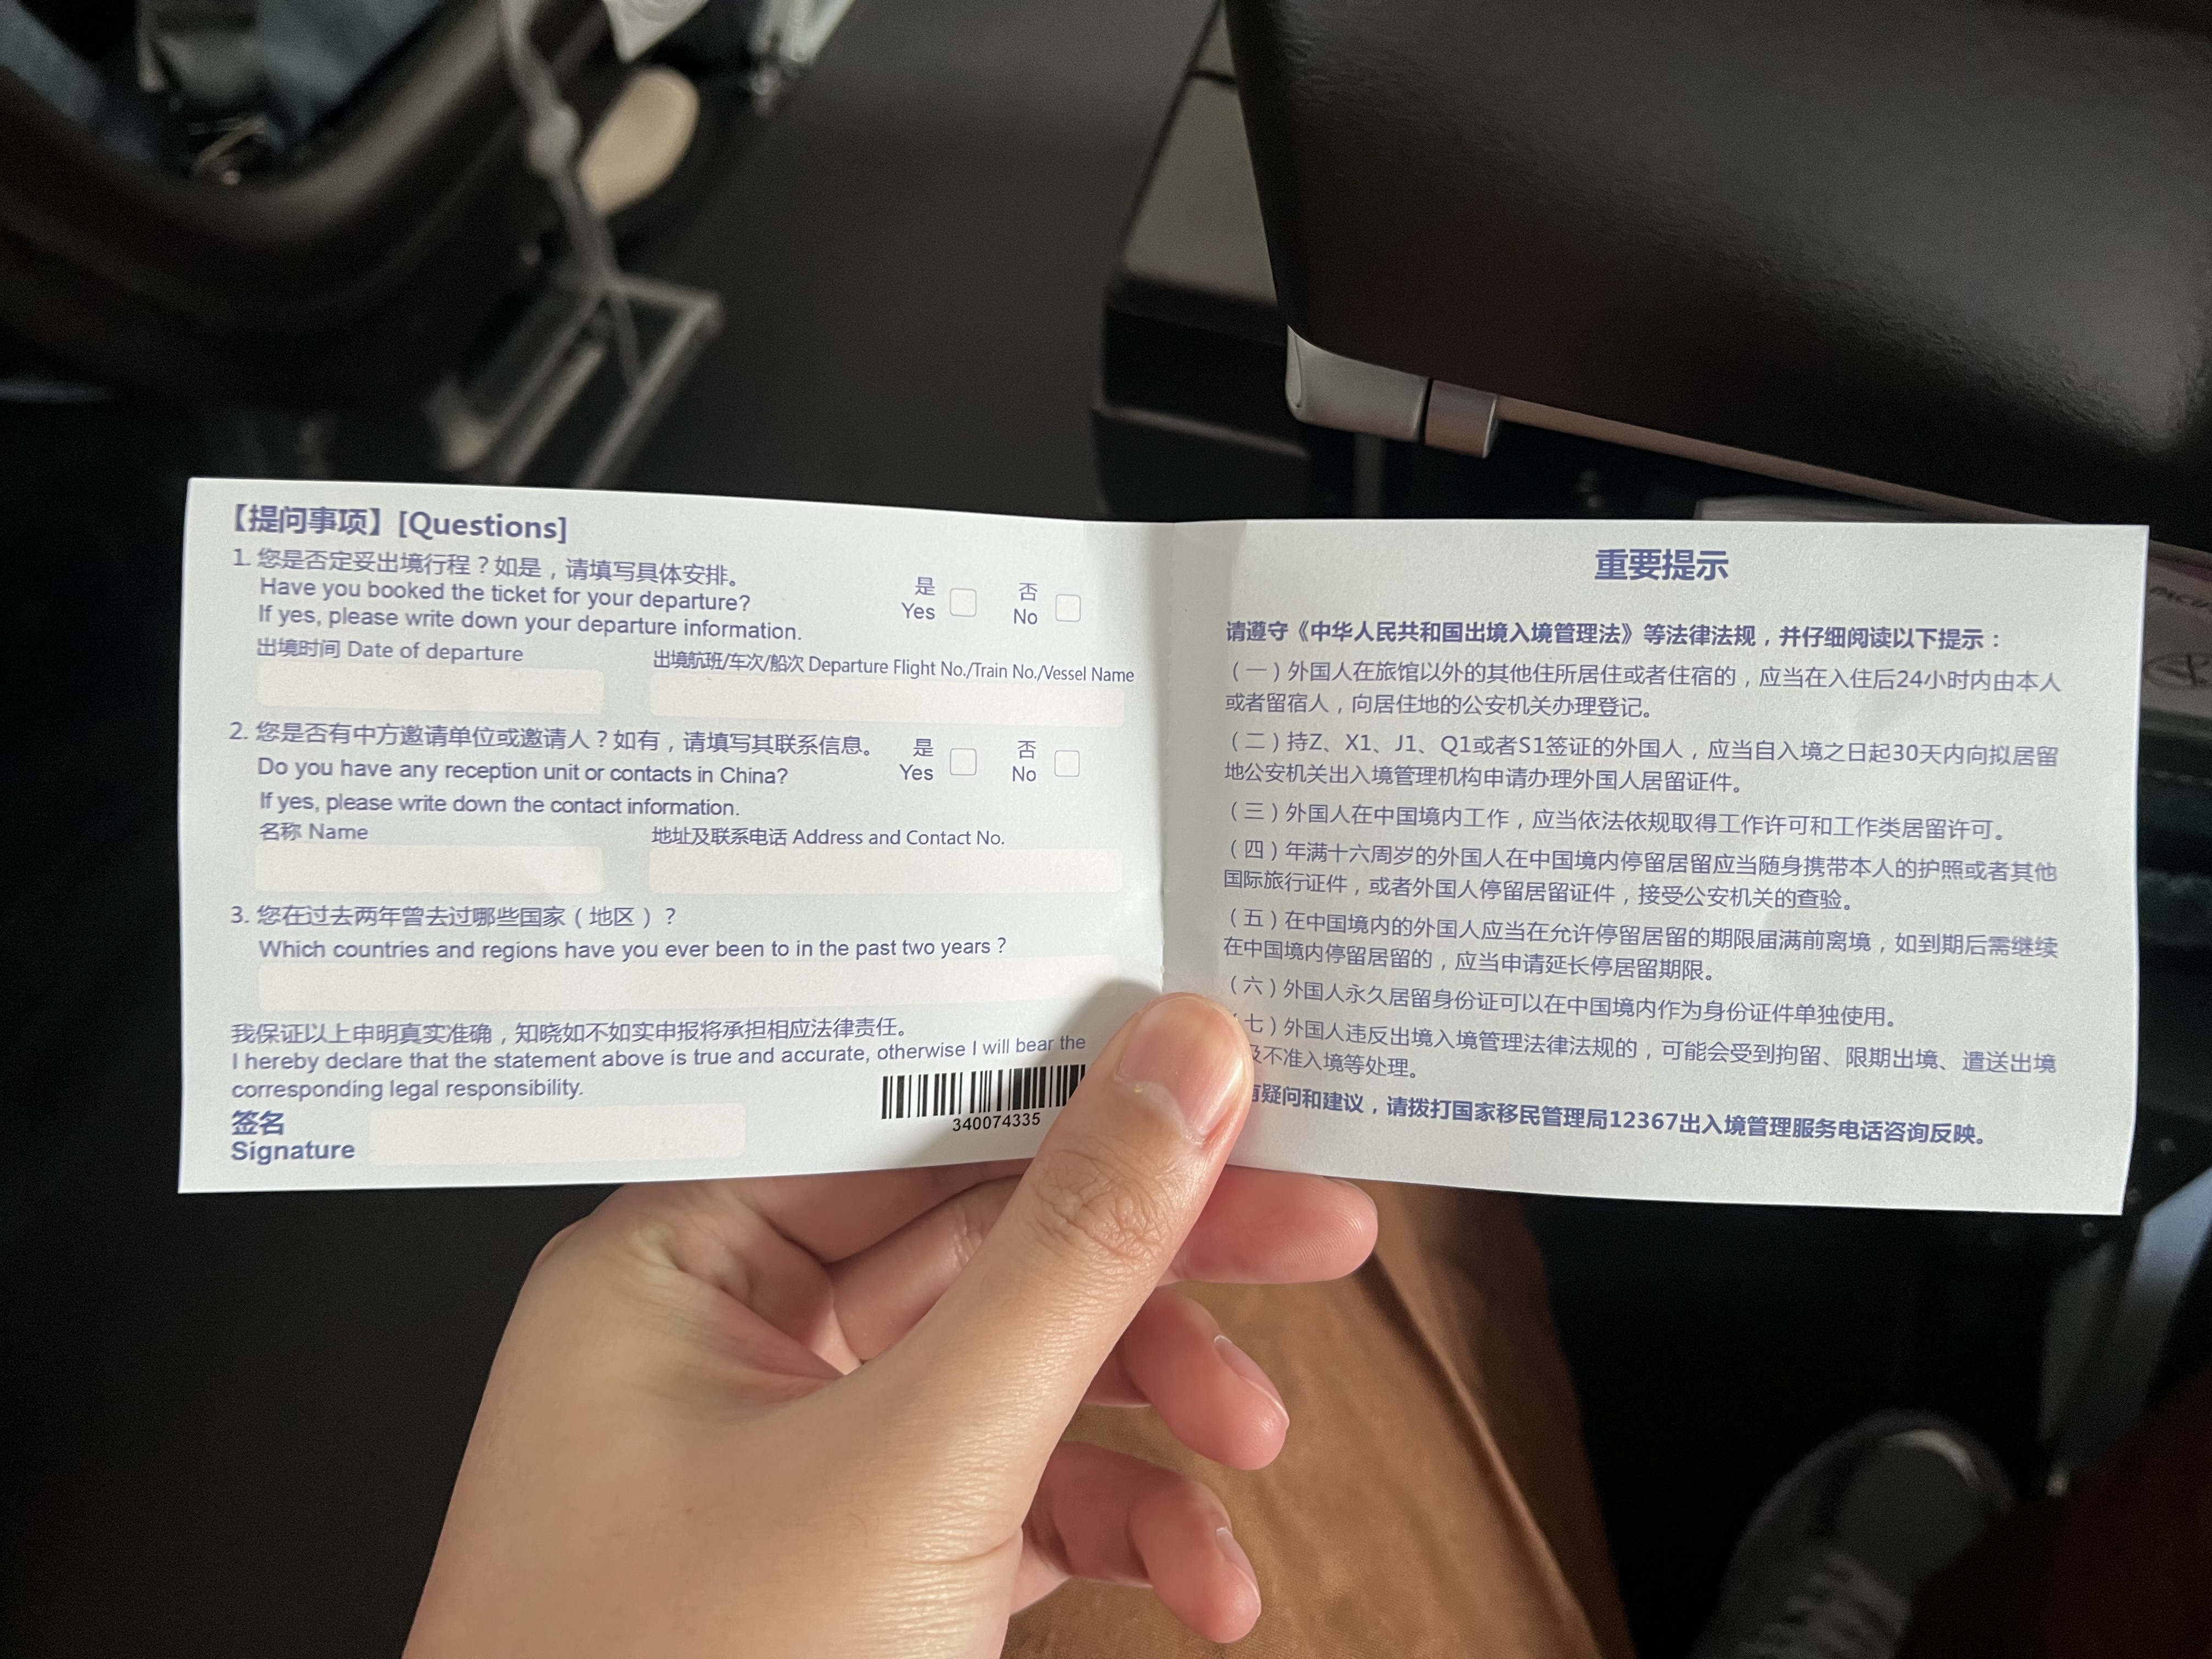 【提问事项】[Questions]
1. 您是否定妥出境行程？如是，请填写具体安排。
Have you booked the ticket for your departure?
If yes, please write down your departure information.
是 否
Yes No
出境时间 Date of departure
出境航班/车次/船次 Departure Flight No./Train No./Vessel Name
2. 您是否有中方邀请单位或邀请人？如有，请填写其联系信息。
Do you have any reception unit or contacts in China?
If yes, please write down the contact information.
是 否
Yes No
名称 Name
地址及联系电话 Address and Contact No.
3. 您在过去两年曾去过哪些国家（地区）？
Which countries and regions have you ever been to in the past two years ?
我保证以上申明真实准确，知晓如不如实申报将承担相应法律责任。
I hereby declare that the statement above is true and accurate, otherwise I will bear the
corresponding legal responsibility.
签名
Signature
340074335
重要提示
请遵守《中华人民共和国出境入境管理法》等法律法规，并仔细阅读以下提示：
（一）外国人在旅馆以外的其他住所居住或者住宿的，应当在入住后24小时内由本人
或者留宿人，向居住地的公安机关办理登记。
（二）持Z、X1、J1、Q1或者S1签证的外国人，应当自入境之日起30天内向拟居留
地公安机关出入境管理机构申请办理外国人居留证件。
（三）外国人在中国境内工作，应当依法依规取得工作许可和工作类居留许可。
（四）年满十六周岁的外国人在中国境内停留居留应当随身携带本人的护照或者其他
国际旅行证件，或者外国人停留居留证件，接受公安机关的查验。
（五）在中国境内的外国人应当在允许停留居留的期限届满前离境，如到期后需继续
在中国境内停留居留的，应当申请延长停居留期限。
（六）外国人永久居留身份证可以在中国境内作为身份证件单独使用。
七）外国人违反出境入境管理法律法规的，可能会受到拘留、限期出境、遣送出境
及不准入境等处理。
有疑问和建议，请拨打国家移民管理局12367出入境管理服务电话咨询反映。